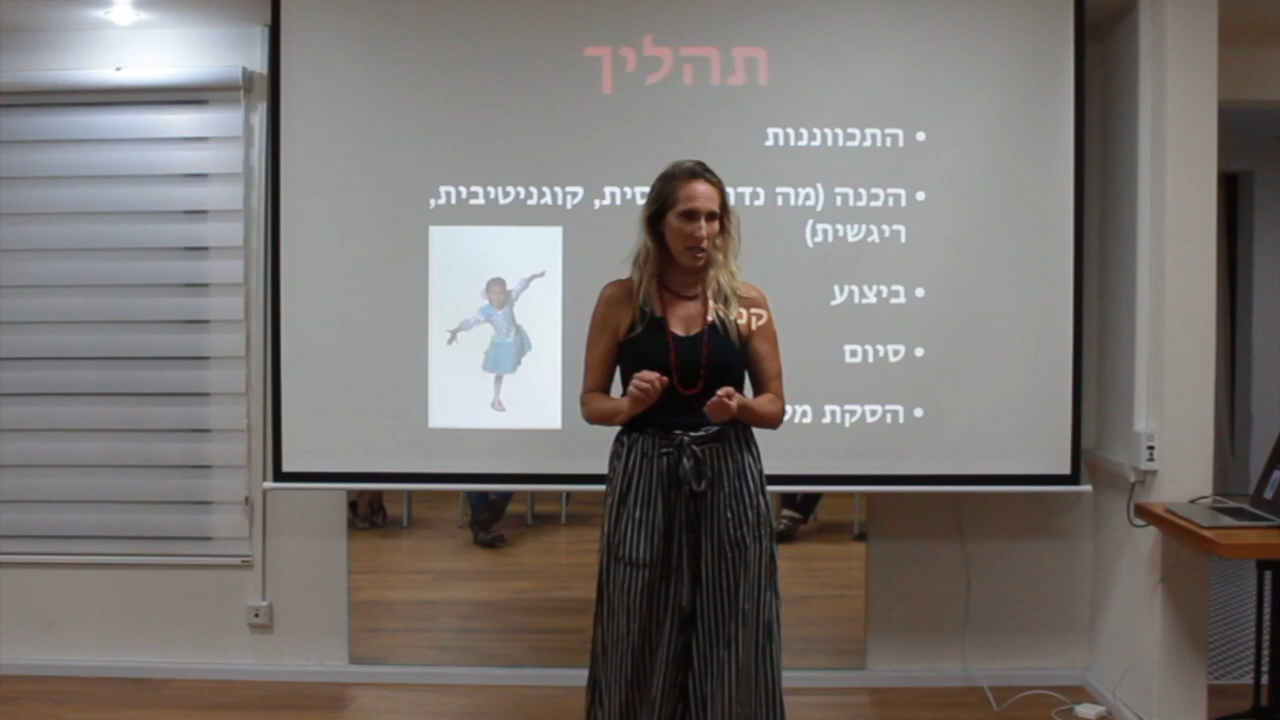 תהליך
• התכווננות
• הכנה (מה קוגניטיבית,
ריגשית)
• ביצוע
• סיום
• הסקת